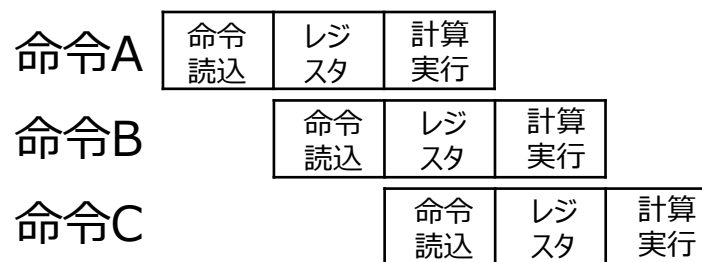 命令A 命令 レジ 計算
読込 スタ 実行
命令B 命令 レジ 計算
読込 スタ 実行
命令C 命令 レジ 計算
読込 スタ 実行